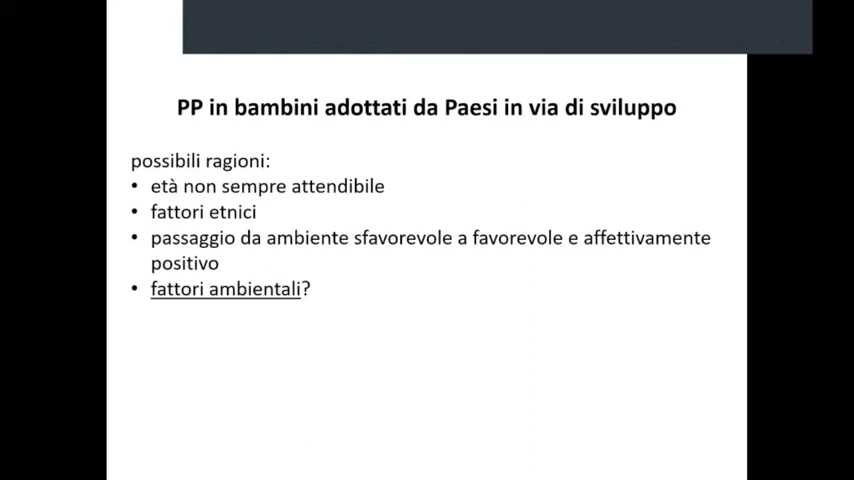 PP in bambini adottati da Paesi in via di sviluppo
possibili ragioni:
• età non sempre attendibile
• fattori etnici
• passaggio da ambiente sfavorevole a favorevole e affettivamente
positivo
• fattori ambientali?